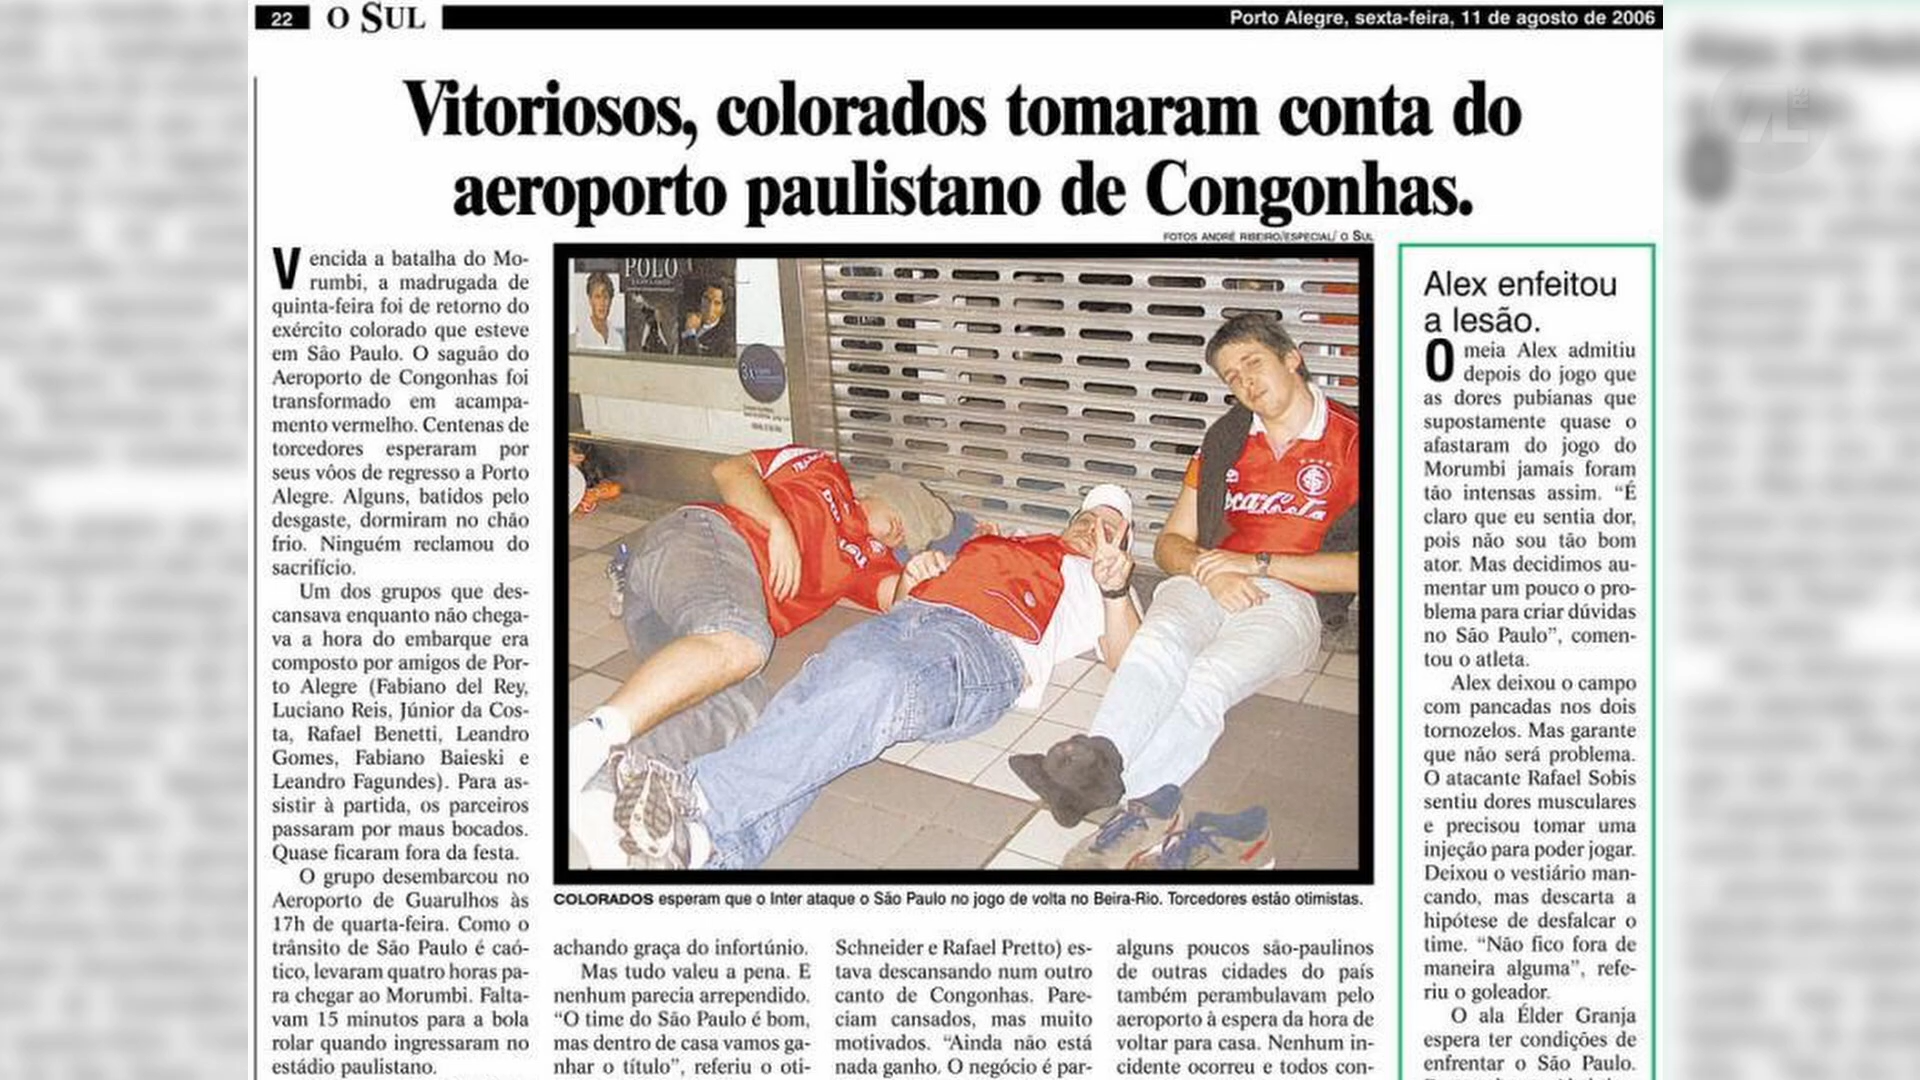 22 O SUL Porto Alegre, sexta-feira, 11 de agosto de 2006
Vitoriosos, colorados tomaram conta do
aeroporto paulistano de Congonhas.
FOTOS ANDRÉ RIBEIRO/ESPECIAL/ O SUL
Vencida a batalha do Mo-
rumbi, a madrugada de
quinta-feira foi de retorno do
exército colorado que esteve
em São Paulo. O saguão do
Aeroporto de Congonhas foi
transformado em acampa-
mento vermelho. Centenas de
torcedores esperaram por
seus vôos de regresso a Porto
Alegre. Alguns, batidos pelo
desgaste, dormiram no chão
frio. Ninguém reclamou do
sacrifício.
Um dos grupos que des-
cansava enquanto não chega-
va a hora do embarque era
composto por amigos de Por-
to Alegre (Fabiano del Rey,
Luciano Reis, Júnior da Cos-
ta, Rafael Benetti, Leandro
Gomes, Fabiano Baieski e
Leandro Fagundes). Para as-
sistir à partida, os parceiros
passaram por maus bocados.
Quase ficaram fora da festa.
O grupo desembarcou no
Aeroporto de Guarulhos às
17h de quarta-feira. Como o
trânsito de São Paulo é caó-
tico, levaram quatro horas pa-
ra chegar ao Morumbi. Falta-
vam 15 minutos para a bola
rolar quando ingressaram no
estádio paulistano.
POLO
3x
Coca-Cola
COLORADOS esperam que o Inter ataque o São Paulo no jogo de volta no Beira-Rio. Torcedores estão otimistas.
achando graça do infortúnio.
Mas tudo valeu a pena. E
nenhum parecia arrependido.
“O time do São Paulo é bom,
mas dentro de casa vamos ga-
nhar o título”, referiu o oti-
Schneider e Rafael Pretto) es-
tava descansando num outro
canto de Congonhas. Pare-
ciam cansados, mas muito
motivados. “Ainda não está
nada ganho. O negócio é par-
alguns poucos são-paulinos
de outras cidades do país
também perambulavam pelo
aeroporto à espera da hora de
voltar para casa. Nenhum in-
cidente ocorreu e todos con-
Alex enfeitou
a lesão.
O meia Alex admitiu
depois do jogo que
as dores pubianas que
supostamente quase o
afastaram do jogo do
Morumbi jamais foram
tão intensas assim. “É
claro que eu sentia dor,
pois não sou tão bom
ator. Mas decidimos au-
mentar um pouco o pro-
blema para criar dúvidas
no São Paulo”, comen-
tou o atleta.
Alex deixou o campo
com pancadas nos dois
tornozelos. Mas garante
que não será problema.
O atacante Rafael Sobis
sentiu dores musculares
e precisou tomar uma
injeção para poder jogar.
Deixou o vestiário man-
cando, mas descarta a
hipótese de desfalcar o
time. “Não fico fora de
maneira alguma”, refe-
riu o goleador.
O ala Élder Granja
espera ter condições de
enfrentar o São Paulo.